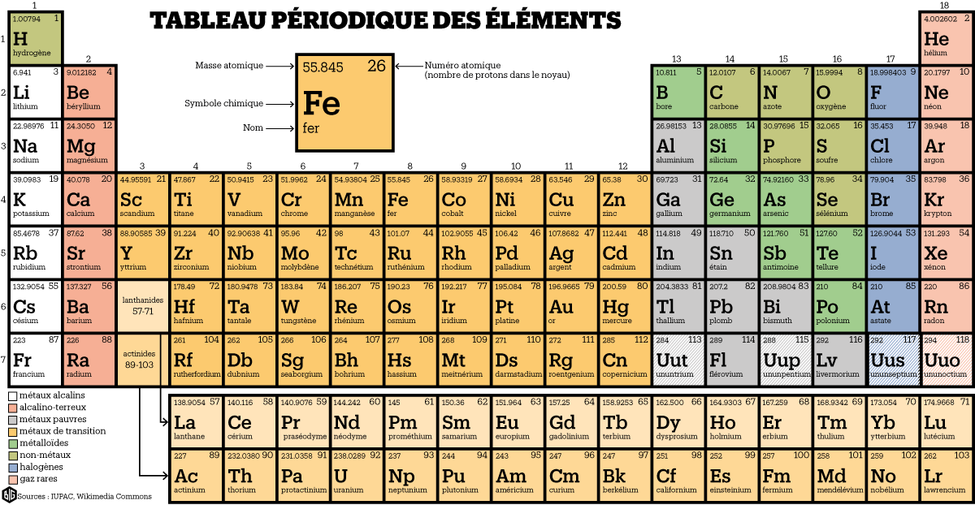 TABLEAU PÉRIODIQUE DES ÉLÉMENTS
1 18
1.00794 1 H hydrogène
4.002602 2 He hélium
Masse atomique
Symbole chimique
Nom
55.845 26
Fe
fer
Numéro atomique
(nombre de protons dans le noyau)
2 13 14 15 16 17
6.941 3 Li lithium
9.012182 4 Be béryllium
10.811 5 B bore
12.0107 6 C carbone
14.0067 7 N azote
15.9994 8 O oxygène
18.998403 9 F fluor
20.1797 10 Ne néon
22.98976 11 Na sodium
24.3050 12 Mg magnésium
26.98153 13 Al aluminium
28.0855 14 Si silicium
30.97696 15 P phosphore
32.065 16 S soufre
35.453 17 Cl chlore
39.948 18 Ar argon
3 4 5 6 7 8 9 10 11 12
39.0983 19 K potassium
40.078 20 Ca calcium
44.95591 21 Sc scandium
47.867 22 Ti titane
50.9415 23 V vanadium
51.9962 24 Cr chrome
54.93804 25 Mn manganèse
55.845 26 Fe fer
58.93319 27 Co cobalt
58.6934 28 Ni nickel
63.546 29 Cu cuivre
65.38 30 Zn zinc
69.723 31 Ga gallium
72.64 32 Ge germanium
74.92160 33 As arsenic
78.96 34 Se sélénium
79.904 35 Br brome
83.798 36 Kr krypton
85.4678 37 Rb rubidium
87.62 38 Sr strontium
88.90585 39 Y yttrium
91.224 40 Zr zirconium
92.90638 41 Nb niobium
95.96 42 Mo molybdène
98 43 Tc technétium
101.07 44 Ru ruthénium
102.9055 45 Rh rhodium
106.42 46 Pd palladium
107.8682 47 Ag argent
112.441 48 Cd cadmium
114.818 49 In indium
118.710 50 Sn étain
121.760 51 Sb antimoine
127.60 52 Te tellure
126.9044 53 I iode
131.293 54 Xe xénon
132.9054 55 Cs césium
137.327 56 Ba barium
lanthanides 57-71
178.49 72 Hf hafnium
180.9478 73 Ta tantale
183.84 74 W tungstène
186.207 75 Re rhénium
190.23 76 Os osmium
192.217 77 Ir iridium
195.084 78 Pt platine
196.9665 79 Au or
200.59 80 Hg mercure
204.3833 81 Tl thallium
207.2 82 Pb plomb
208.9804 83 Bi bismuth
210 84 Po polonium
210 85 At astate
220 86 Rn radon
223 87 Fr francium
226 88 Ra radium
actinides 89-103
261 104 Rf rutherfordium
262 105 Db dubnium
266 106 Sg seaborgium
264 107 Bh bohrium
277 108 Hs hassium
268 109 Mt meitnérium
271 110 Ds darmstadium
272 111 Rg roentgenium
285 112 Cn copernicium
284 113 Uut ununtrium
289 114 Fl flérovium
288 115 Uup ununpentium
292 116 Lv livermorium
292 117 Uus ununseptium
294 118 Uuo ununoctium
1
2
3
4
5
6
7
métaux alcalins
alcalino-terreux
métaux pauvres
métaux de transition
métalloïdes
non-métaux
halogènes
gaz rares
138.9054 57 La lanthane
140.116 58 Ce cérium
140.9076 59 Pr praséodyme
144.242 60 Nd néodyme
145 61 Pm prométhium
150.36 62 Sm samarium
151.964 63 Eu europium
157.25 64 Gd gadolinium
158.9253 65 Tb terbium
162.500 66 Dy dysprosium
164.9303 67 Ho holmium
167.259 68 Er erbium
168.9342 69 Tm thulium
173.054 70 Yb ytterbium
174.9668 71 Lu lutécium
227 89 Ac actinium
232.0380 90 Th thorium
231.0358 91 Pa protactinium
238.0289 92 U uranium
237 93 Np neptunium
244 94 Pu plutonium
243 95 Am américium
247 96 Cm curium
247 97 Bk berkélium
251 98 Cf californium
252 99 Es einsteinium
257 100 Fm fermium
258 101 Md mendélévium
259 102 No nobélium
262 103 Lr lawrencium
Sources : IUPAC, Wikimedia Commons